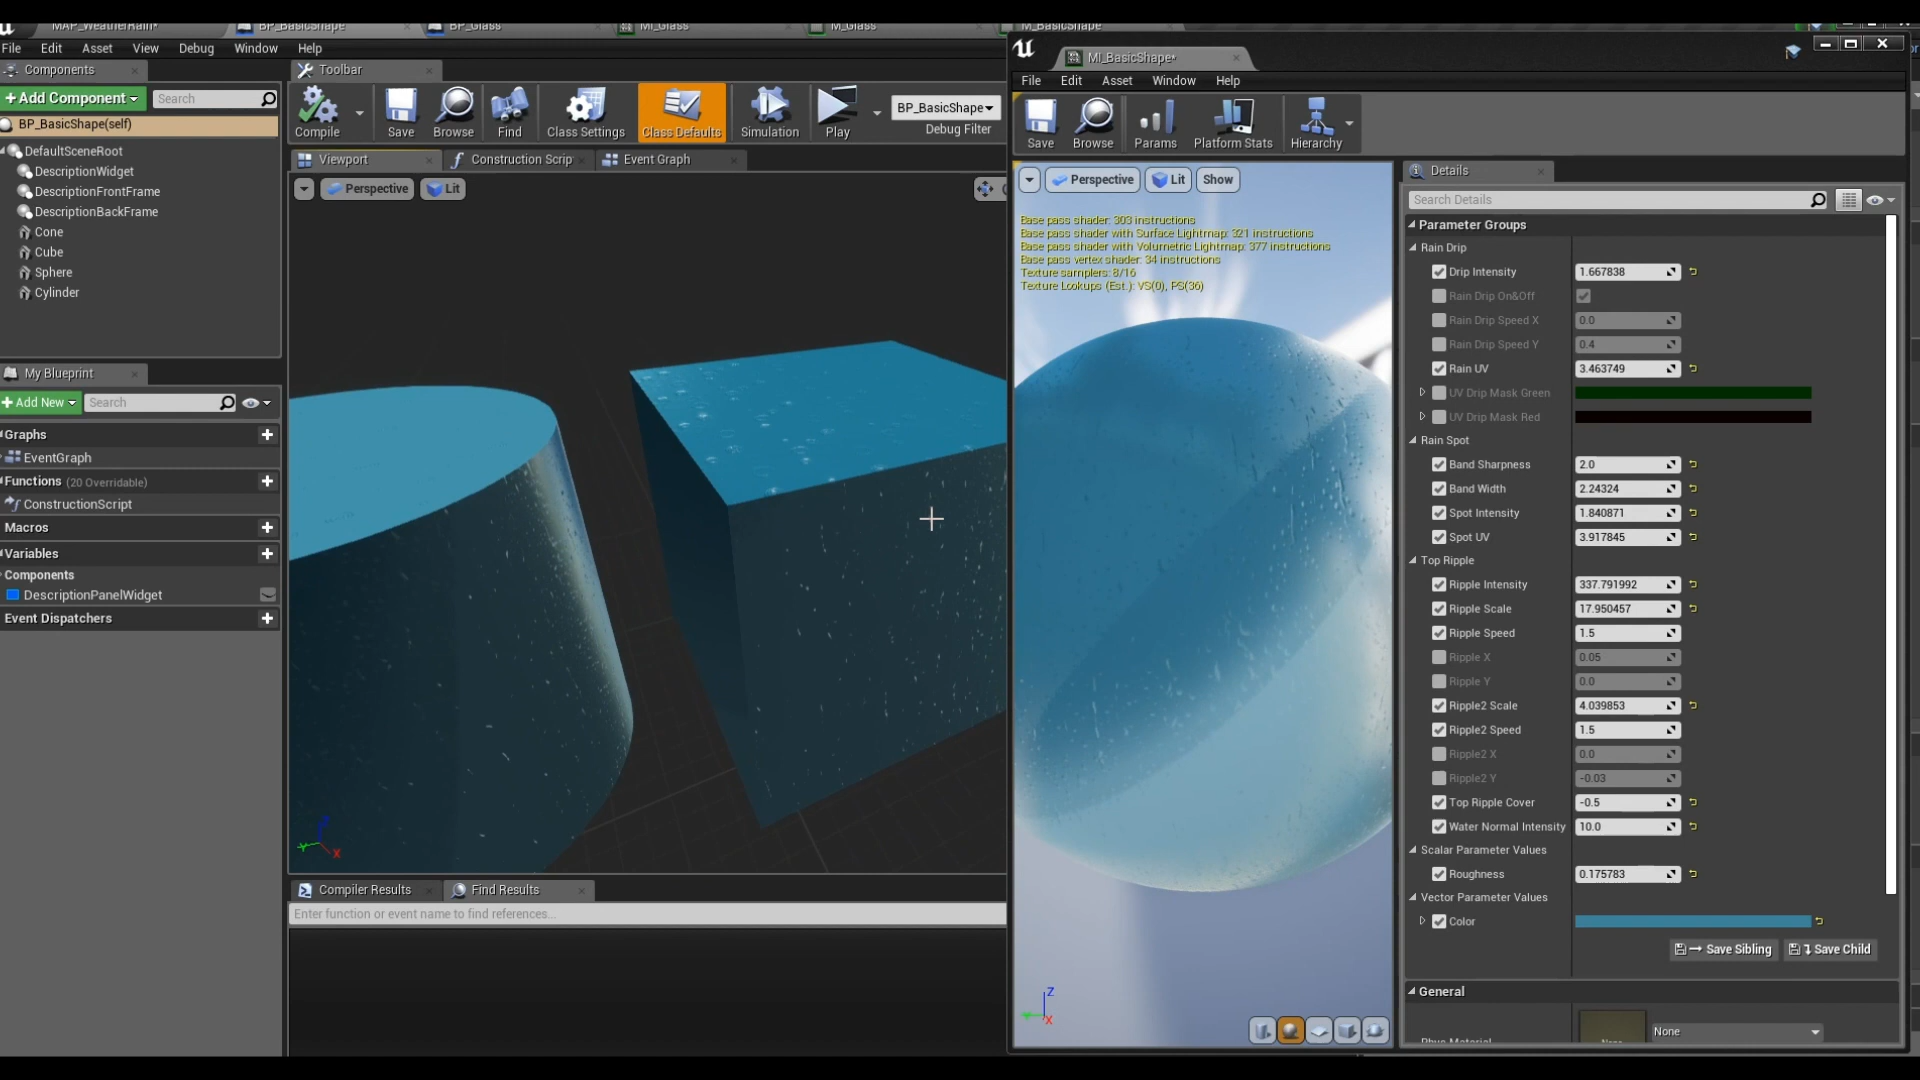 MAP_WeatherRain*
BP_BasicShape
BP_Glass
MI_Glass
M_Glass
M_BasicShape
File Edit Asset View Debug Window Help
Components
+ Add Component
Search
BP_BasicShape(self)
DefaultSceneRoot
DescriptionWidget
DescriptionFrontFrame
DescriptionBackFrame
Cone
Cube
Sphere
Cylinder
My Blueprint
+ Add New
Search
Graphs
EventGraph
Functions (20 Overridable)
ConstructionScript
Macros
Variables
Components
DescriptionPanelWidget
Event Dispatchers
Toolbar
Compile
Save
Browse
Find
Class Settings
Class Defaults
Simulation
Play
BP_BasicShape
Debug Filter
Viewport
Construction Scrip
Event Graph
Perspective
Lit
Compiler Results
Find Results
Enter function or event name to find references...
MI_BasicShape*
File Edit Asset Window Help
Save
Browse
Params
Platform Stats
Hierarchy
Perspective
Lit
Show
Base pass shader: 303 instructions
Base pass shader with Surface Lightmap: 321 instructions
Base pass shader with Volumetric Lightmap: 377 instructions
Base pass vertex shader: 34 instructions
Texture samplers: 8/16
Texture Lookups (Est.): VS(0), PS(36)
Z
X
Details
Search Details
Parameter Groups
Rain Drip
Drip Intensity 1.667838
Rain Drip On&Off
Rain Drip Speed X 0.0
Rain Drip Speed Y 0.4
Rain UV 3.463749
UV Drip Mask Green
UV Drip Mask Red
Rain Spot
Band Sharpness 2.0
Band Width 2.24324
Spot Intensity 1.840871
Spot UV 3.917845
Top Ripple
Ripple Intensity 337.791992
Ripple Scale 17.950457
Ripple Speed 1.5
Ripple X 0.05
Ripple Y 0.0
Ripple2 Scale 4.039853
Ripple2 Speed 1.5
Ripple2 X 0.0
Ripple2 Y -0.03
Top Ripple Cover -0.5
Water Normal Intensity 10.0
Scalar Parameter Values
Roughness 0.175783
Vector Parameter Values
Color
Save Sibling
Save Child
General
Phys Material
None
None